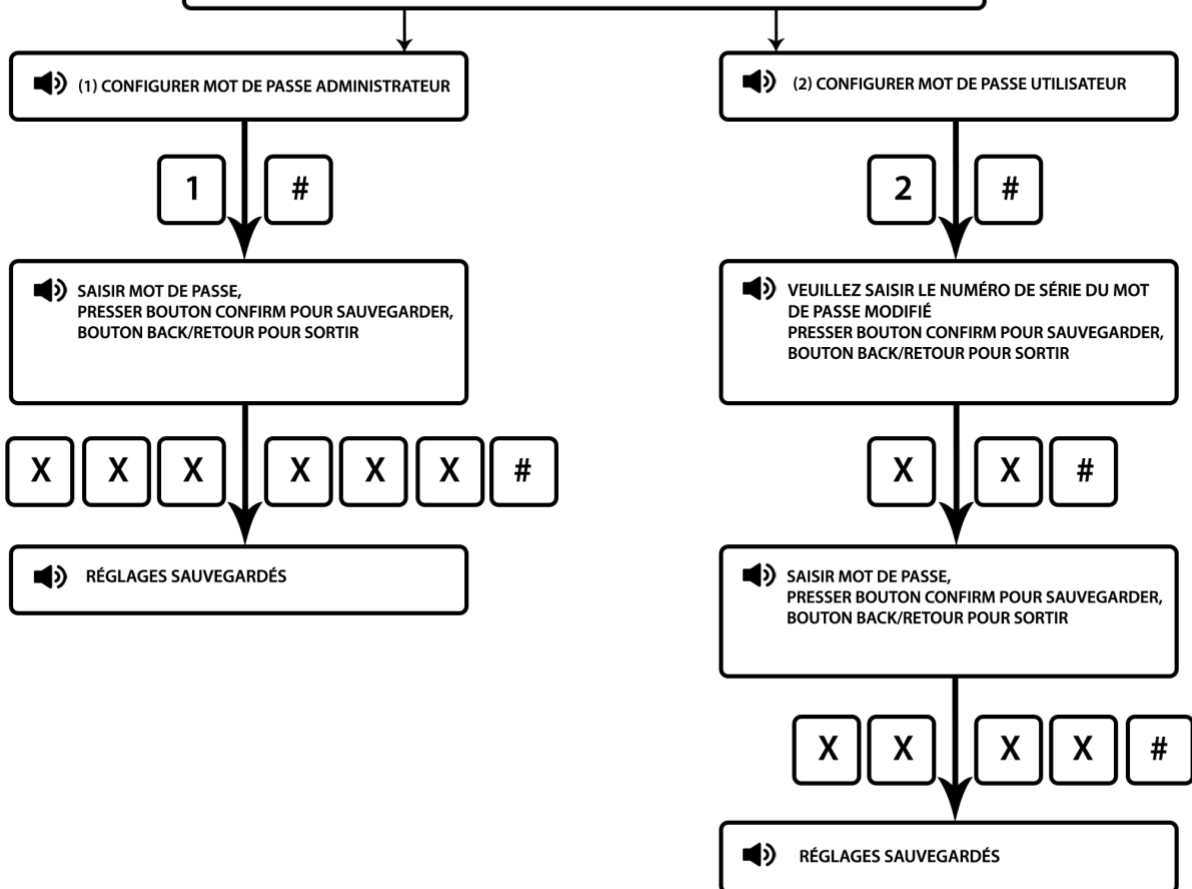 (1) CONFIGURER MOT DE PASSE ADMINISTRATEUR
1 #
SAISIR MOT DE PASSE,
PRESSER BOUTON CONFIRM POUR SAUVEGARDER,
BOUTON BACK/RETOUR POUR SORTIR
X X X X X X #
RÉGLAGES SAUVEGARDÉS
(2) CONFIGURER MOT DE PASSE UTILISATEUR
2 #
VEUILLEZ SAISIR LE NUMÉRO DE SÉRIE DU MOT
DE PASSE MODIFIÉ
PRESSER BOUTON CONFIRM POUR SAUVEGARDER,
BOUTON BACK/RETOUR POUR SORTIR
X X #
SAISIR MOT DE PASSE,
PRESSER BOUTON CONFIRM POUR SAUVEGARDER,
BOUTON BACK/RETOUR POUR SORTIR
X X X X #
RÉGLAGES SAUVEGARDÉS